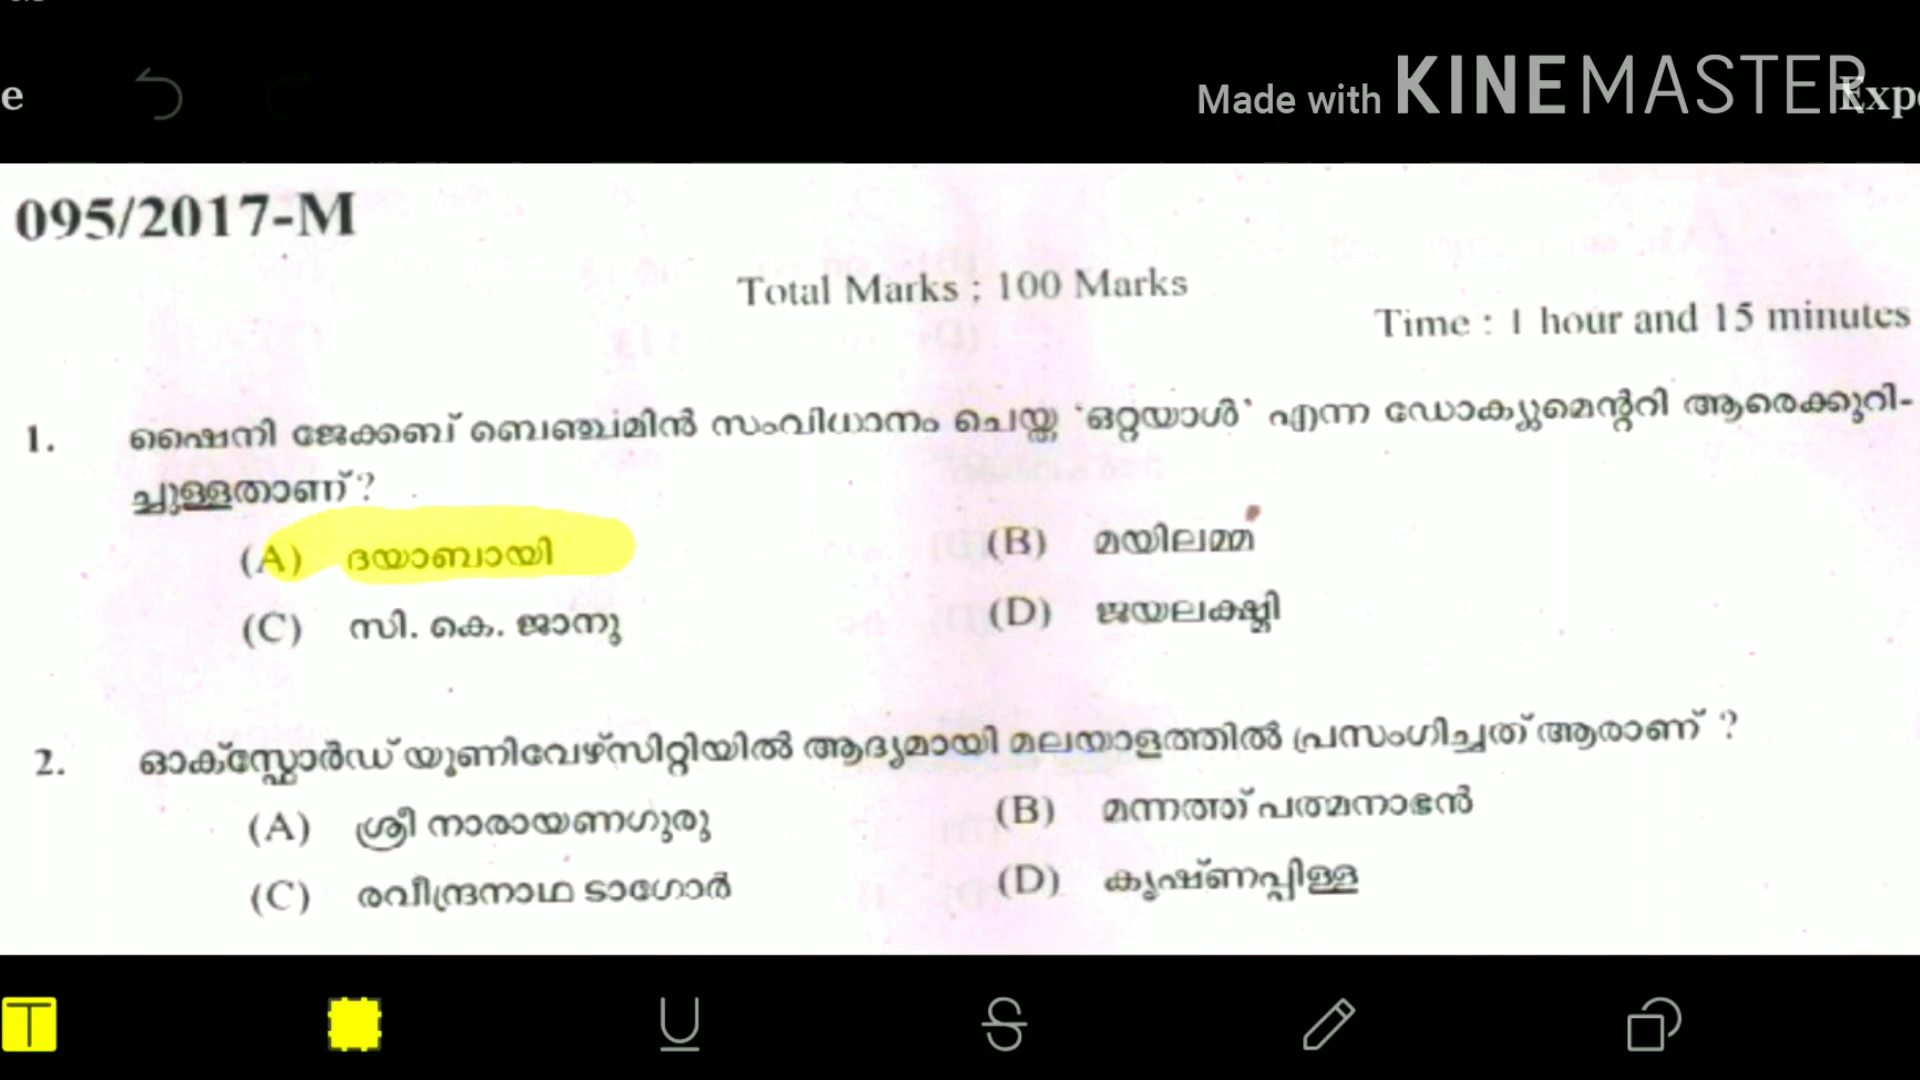 e
Made with KINEMASTER
Exp
095/2017-M
Total Marks : 100 Marks
Time : 1 hour and 15 minutes
1. ഷൈനി ജേക്കബ് ബെഞ്ചമിൻ സംവിധാനം ചെയ്ത 'ഒറ്റയാൾ' എന്ന ഡോക്യുമെന്ററി ആരെക്കുറി-
ച്ചുള്ളതാണ് ?
(A) ദയാബായി (B) മയിലമ്മ
(C) സി. കെ. ജാനു (D) ജയലക്ഷ്മി
2. ഓക്സ്ഫോർഡ് യൂണിവേഴ്സിറ്റിയിൽ ആദ്യമായി മലയാളത്തിൽ പ്രസംഗിച്ചത് ആരാണ് ?
(A) ശ്രീ നാരായണഗുരു (B) മന്നത്ത് പത്മനാഭൻ
(C) രവീന്ദ്രനാഥ ടാഗോർ (D) കൃഷ്ണപ്പിള്ള
T